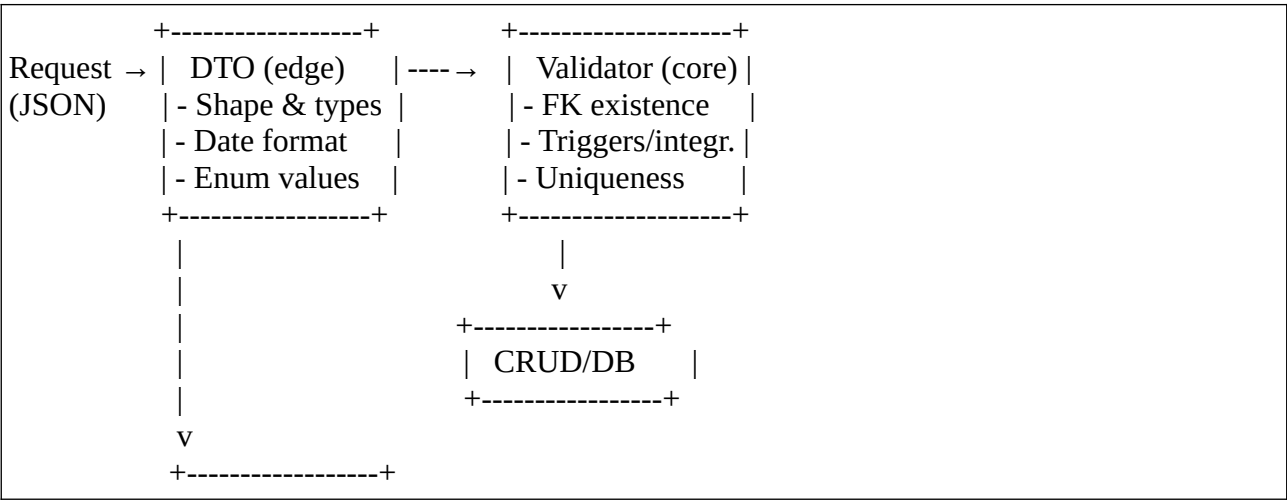 +------------------+ +--------------------+
Request → | DTO (edge) | ----→ | Validator (core) |
(JSON) | - Shape & types | | - FK existence |
| - Date format | | - Triggers/integr. |
| - Enum values | | - Uniqueness |
+------------------+ +--------------------+
| |
| v
| +-----------------+
| | CRUD/DB |
| +-----------------+
v
+------------------+